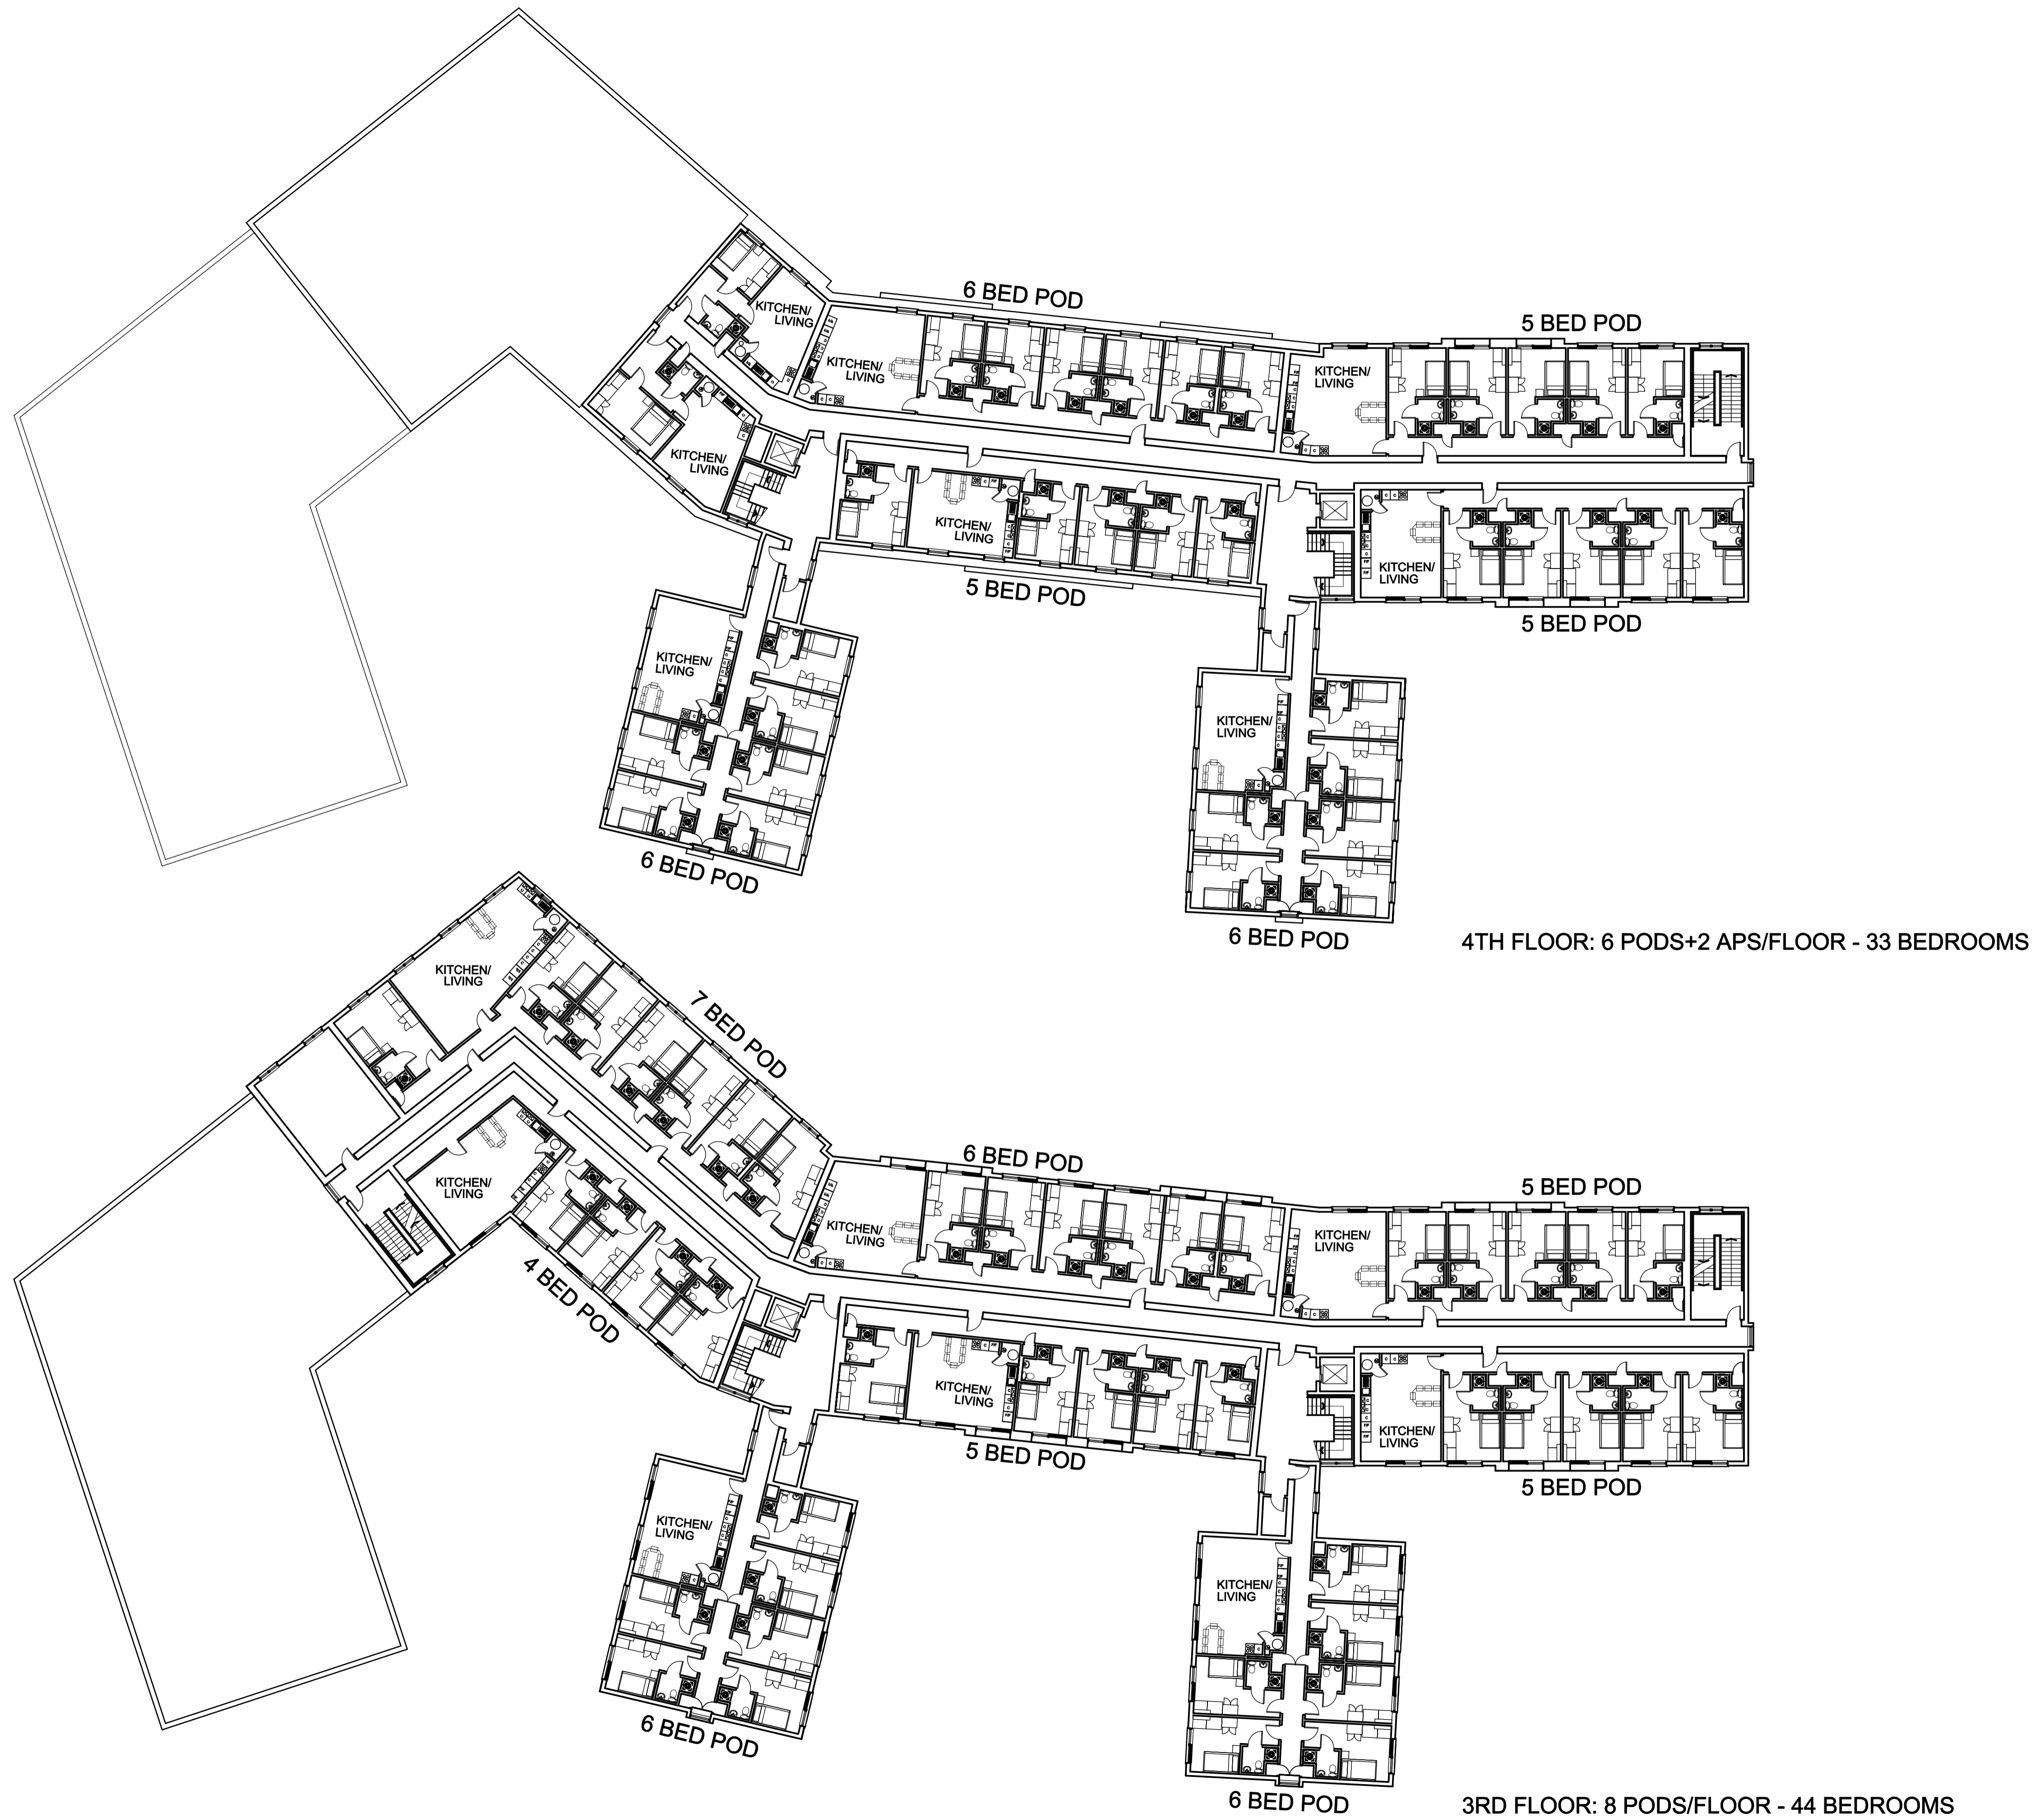 6 BED POD
5 BED POD
KITCHEN/
LIVING
KITCHEN/
LIVING
KITCHEN/
LIVING
KITCHEN/
LIVING
KITCHEN/
LIVING
KITCHEN/
LIVING
5 BED POD
5 BED POD
KITCHEN/
LIVING
KITCHEN/
LIVING
6 BED POD
6 BED POD
4TH FLOOR: 6 PODS+2 APS/FLOOR - 33 BEDROOMS
KITCHEN/
LIVING
7 BED POD
KITCHEN/
LIVING
4 BED POD
6 BED POD
5 BED POD
KITCHEN/
LIVING
KITCHEN/
LIVING
KITCHEN/
LIVING
KITCHEN/
LIVING
5 BED POD
5 BED POD
KITCHEN/
LIVING
KITCHEN/
LIVING
6 BED POD
6 BED POD
3RD FLOOR: 8 PODS/FLOOR - 44 BEDROOMS